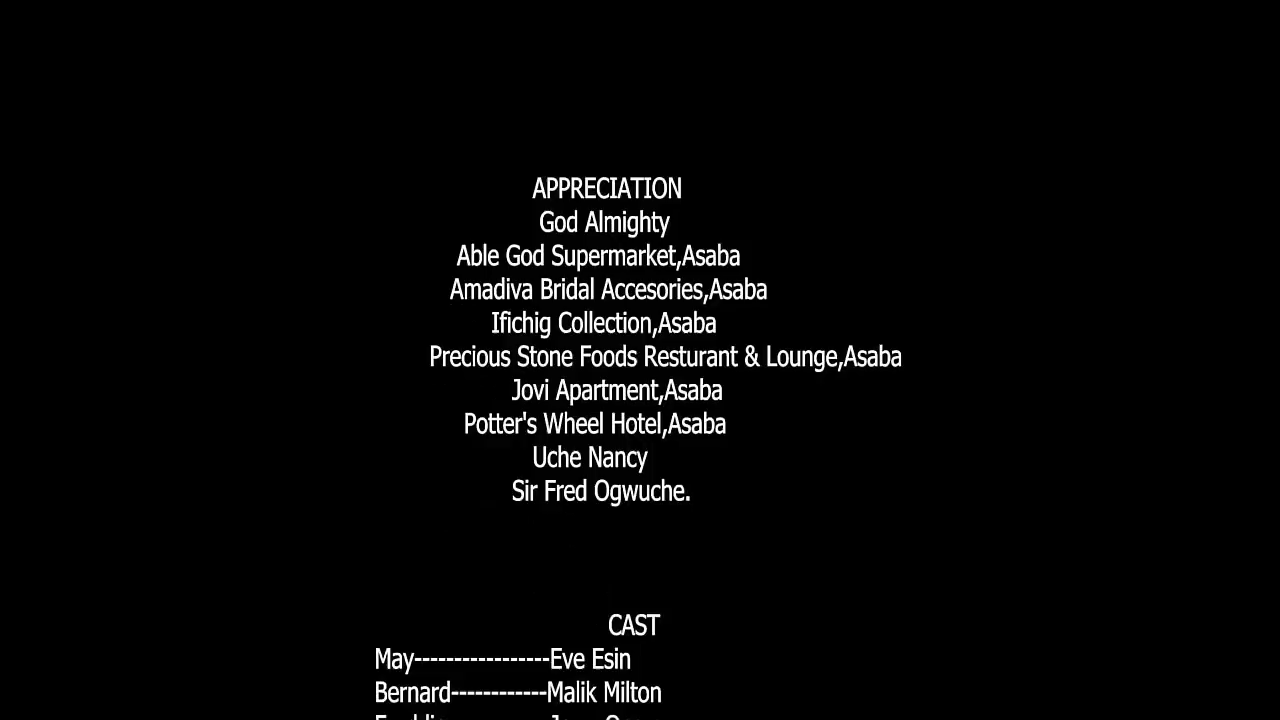 APPRECIATION
God Almighty
Able God Supermarket,Asaba
Amadiva Bridal Accesories,Asaba
Ifichig Collection,Asaba
Precious Stone Foods Resturant & Lounge,Asaba
Jovi Apartment,Asaba
Potter's Wheel Hotel,Asaba
Uche Nancy
Sir Fred Ogwuche.
CAST
May-----------------Eve Esin
Bernard------------Malik Milton